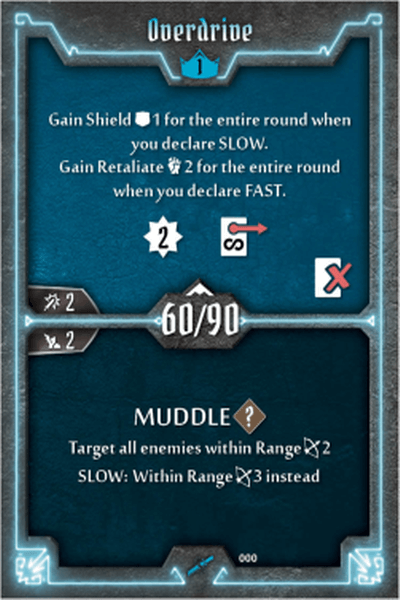 Overdrive
1
Gain Shield 1 for the entire round when
you declare SLOW.
Gain Retaliate 2 for the entire round
when you declare FAST.
2
2
60/90
2
MUDDLE ?
Target all enemies within Range 2
SLOW: Within Range 3 instead
000